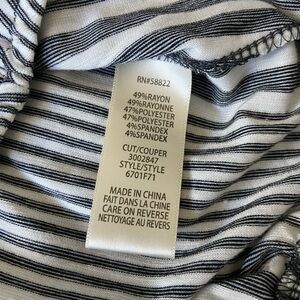 RN#58822
49%RAYON
49%RAYONNE
47%POLYESTER
47%POLYESTER
4%SPANDEX
4%SPANDEX
CUT/COUPER
3002847
STYLE/STYLE
6701F71
MADE IN CHINA
FAIT DANS LA CHINE
CARE ON REVERSE
NETTOYAGE AU REVERS